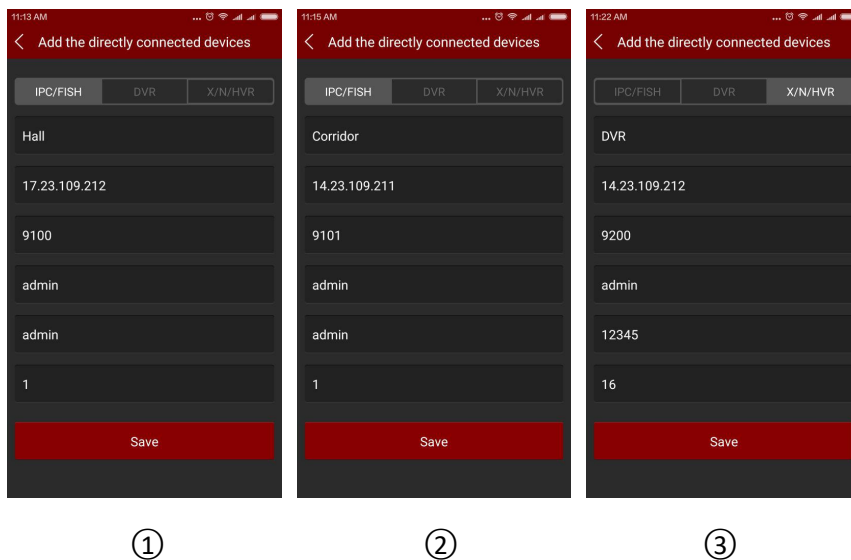 11:13 AM
Add the directly connected devices
IPC/FISH DVR X/N/HVR
Hall
17.23.109.212
9100
admin
admin
1
Save
①
11:15 AM
Add the directly connected devices
IPC/FISH DVR X/N/HVR
Corridor
14.23.109.211
9101
admin
admin
1
Save
②
11:22 AM
Add the directly connected devices
IPC/FISH DVR X/N/HVR
DVR
14.23.109.212
9200
admin
12345
16
Save
③